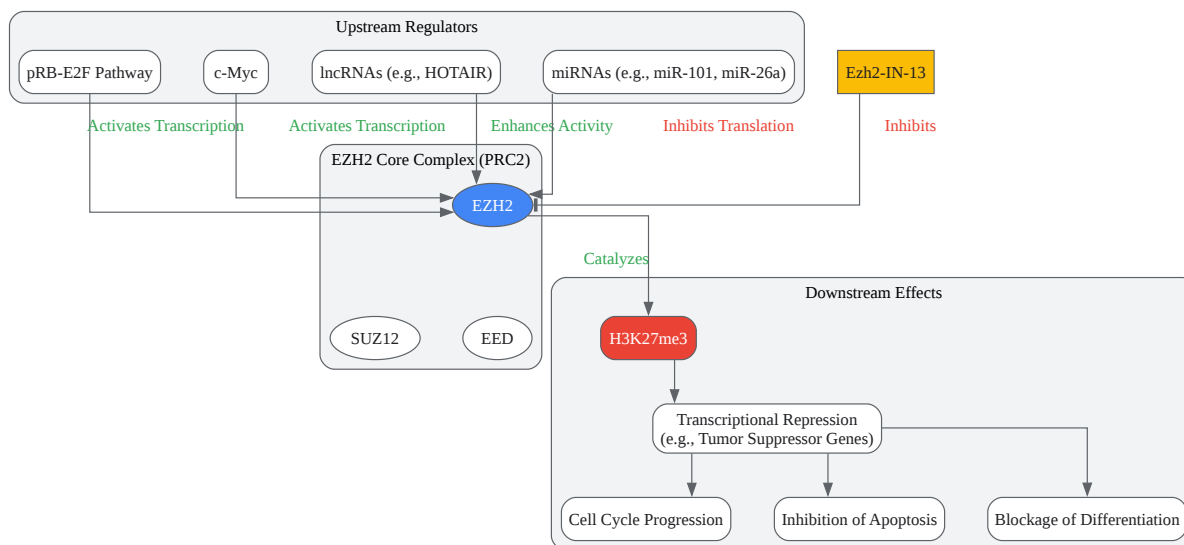 Upstream Regulators
pRB-E2F Pathway
c-Myc
lncRNAs (e.g., HOTAIR)
miRNAs (e.g., miR-101, miR-26a)
Ezh2-IN-13
Activates Transcription
Activates Transcription
Enhances Activity
Inhibits Translation
Inhibits
EZH2 Core Complex (PRC2)
EZH2
Catalyzes
SUZ12
EED
Downstream Effects
H3K27me3
Transcriptional Repression
(e.g., Tumor Suppressor Genes)
Cell Cycle Progression
Inhibition of Apoptosis
Blockage of Differentiation